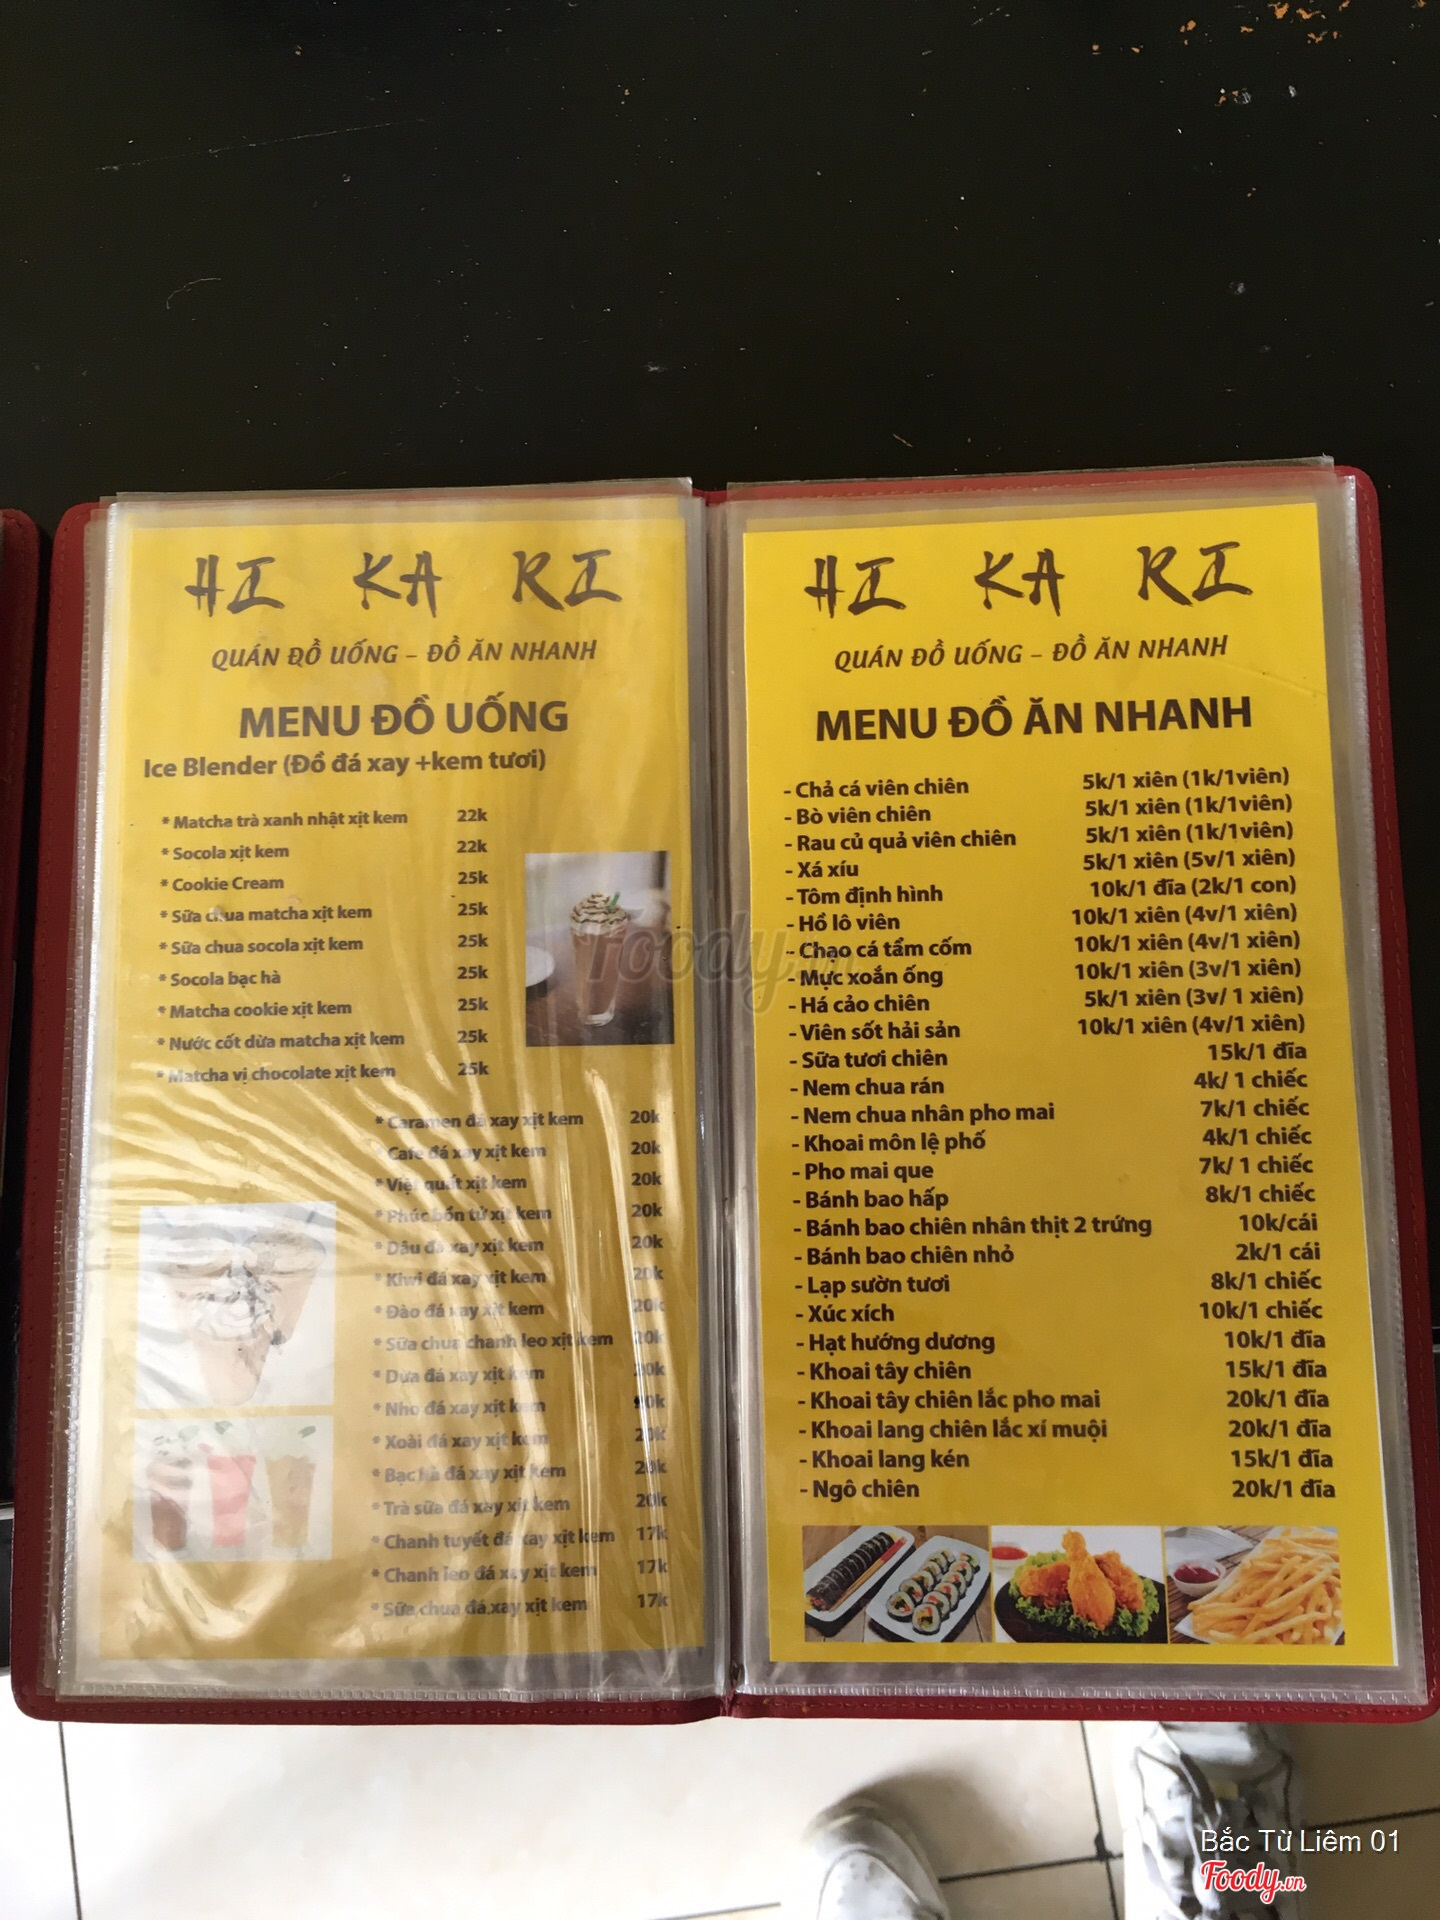 HI KA RI
QUÁN ĐỒ UỐNG – ĐỒ ĂN NHANH
MENU ĐỒ UỐNG
Ice Blender (Đồ đá xay +kem tươi)
* Matcha trà xanh nhật xịt kem 22k
* Socola xịt kem 22k
* Cookie Cream 25k
* Sữa chua matcha xịt kem 25k
* Sữa chua socola xịt kem 25k
* Socola bạc hà 25k
* Matcha cookie xịt kem 25k
* Nước cốt dừa matcha xịt kem 25k
* Matcha vị chocolate xịt kem 25k
* Caramen đá xay xịt kem 20k
* Cafe đá xay xịt kem 20k
* Việt quất xịt kem 20k
* Phúc bồn tử xịt kem 20k
* Dâu đá xay xịt kem 20k
* Kiwi đá xay xịt kem 20k
* Đào đá xay xịt kem 20k
* Sữa chua chanh leo xịt kem 20k
* Dừa đá xay xịt kem 20k
* Nho đá xay xịt kem 20k
* Xoài đá xay xịt kem 20k
* Bạc hà đá xay xịt kem 20k
* Trà sữa đá xay xịt kem 20k
* Chanh tuyết đá xay xịt kem 17k
* Chanh leo đá xay xịt kem 17k
* Sữa chua đá xay xịt kem 17k
HI KA RI
QUÁN ĐỒ UỐNG – ĐỒ ĂN NHANH
MENU ĐỒ ĂN NHANH
- Chả cá viên chiên 5k/1 xiên (1k/1viên)
- Bò viên chiên 5k/1 xiên (1k/1viên)
- Rau củ quả viên chiên 5k/1 xiên (1k/1viên)
- Xá xíu 5k/1 xiên (5v/1 xiên)
- Tôm định hình 10k/1 đĩa (2k/1 con)
- Hồ lô viên 10k/1 xiên (4v/1 xiên)
- Chạo cá tẩm cốm 10k/1 xiên (4v/1 xiên)
- Mực xoắn ống 10k/1 xiên (3v/1 xiên)
- Há cảo chiên 5k/1 xiên (3v/ 1 xiên)
- Viên sốt hải sản 10k/1 xiên (4v/1 xiên)
- Sữa tươi chiên 15k/1 đĩa
- Nem chua rán 4k/ 1 chiếc
- Nem chua nhân pho mai 7k/1 chiếc
- Khoai môn lệ phố 4k/1 chiếc
- Pho mai que 7k/ 1 chiếc
- Bánh bao hấp 8k/1 chiếc
- Bánh bao chiên nhân thịt 2 trứng 10k/cái
- Bánh bao chiên nhỏ 2k/1 cái
- Lạp sườn tươi 8k/1 chiếc
- Xúc xích 10k/1 chiếc
- Hạt hướng dương 10k/1 đĩa
- Khoai tây chiên 15k/1 đĩa
- Khoai tây chiên lắc pho mai 20k/1 đĩa
- Khoai lang chiên lắc xí muội 20k/1 đĩa
- Khoai lang kén 15k/1 đĩa
- Ngô chiên 20k/1 đĩa
Foody.vn
Bắc Từ Liêm 01
Foody.vn